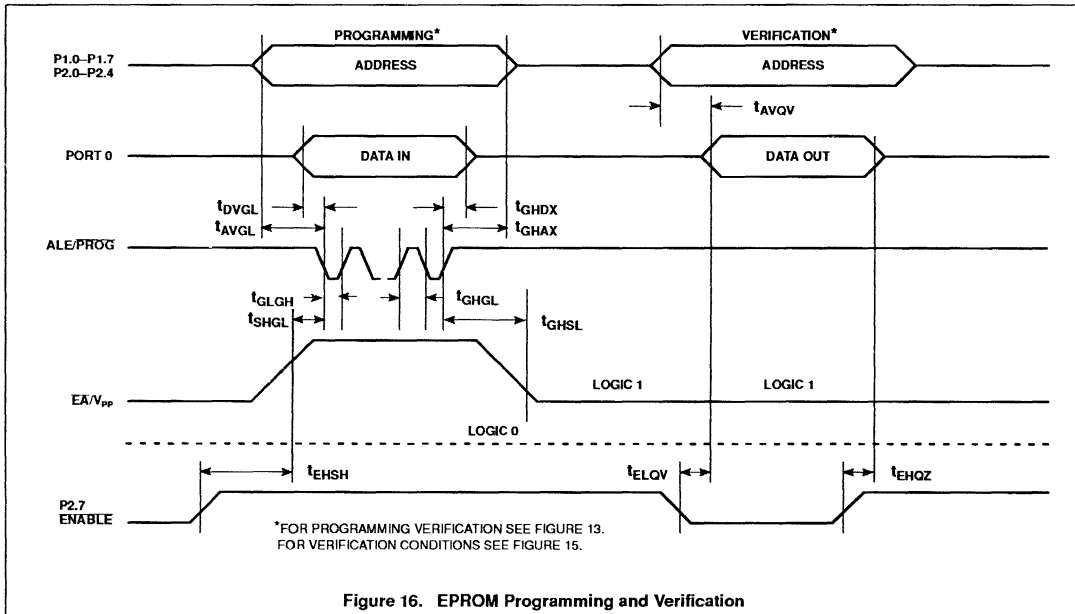 PROGRAMMING*
VERIFICATION*
P1.0–P1.7
P2.0–P2.4
ADDRESS
ADDRESS
tAVQV
PORT 0
DATA IN
DATA OUT
tDVGL
tGHDX
tAVGL
tGHAX
ALE/PROG
tGLGH
tGHGL
tSHGL
tGHSL
LOGIC 1
LOGIC 1
EA/VPP
LOGIC 0
tEHSH
tELQV
tEHQZ
P2.7
ENABLE
*FOR PROGRAMMING VERIFICATION SEE FIGURE 13.
FOR VERIFICATION CONDITIONS SEE FIGURE 15.
Figure 16. EPROM Programming and Verification